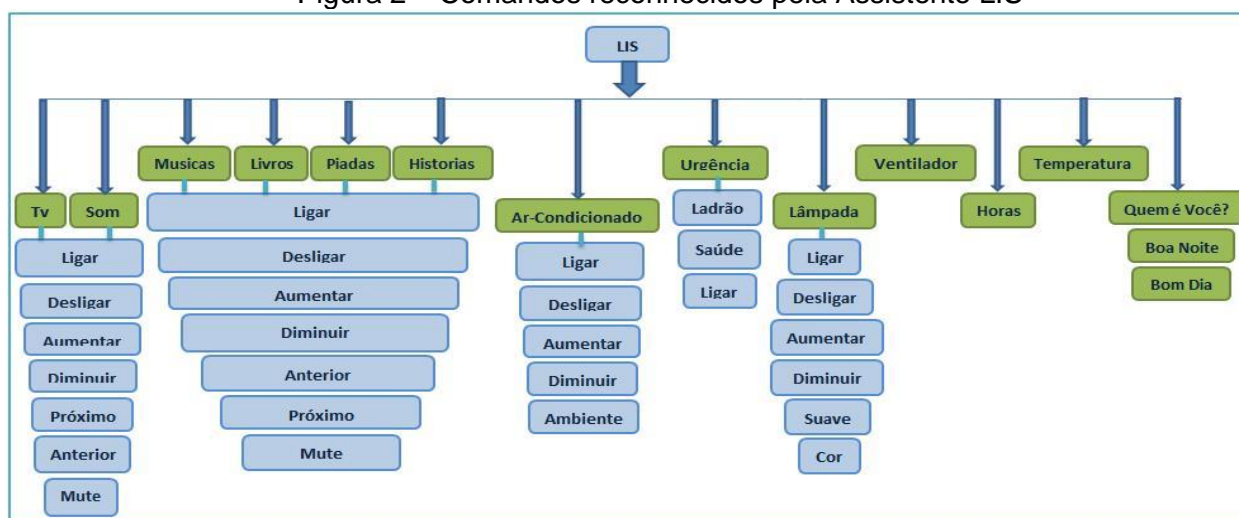 Figura 2 – Comandos reconhecidos pela Assistente LIS
LIS
Musicas
Livros
Piadas
Historias
Urgência
Ventilador
Temperatura
Tv
Som
Ligar
Ar-Condicionado
Ladrão
Lâmpada
Horas
Quem é Você?
Ligar
Desligar
Ligar
Saúde
Ligar
Boa Noite
Desligar
Aumentar
Desligar
Ligar
Desligar
Bom Dia
Aumentar
Diminuir
Aumentar
Aumentar
Diminuir
Anterior
Diminuir
Diminuir
Próximo
Próximo
Ambiente
Suave
Anterior
Mute
Cor
Mute